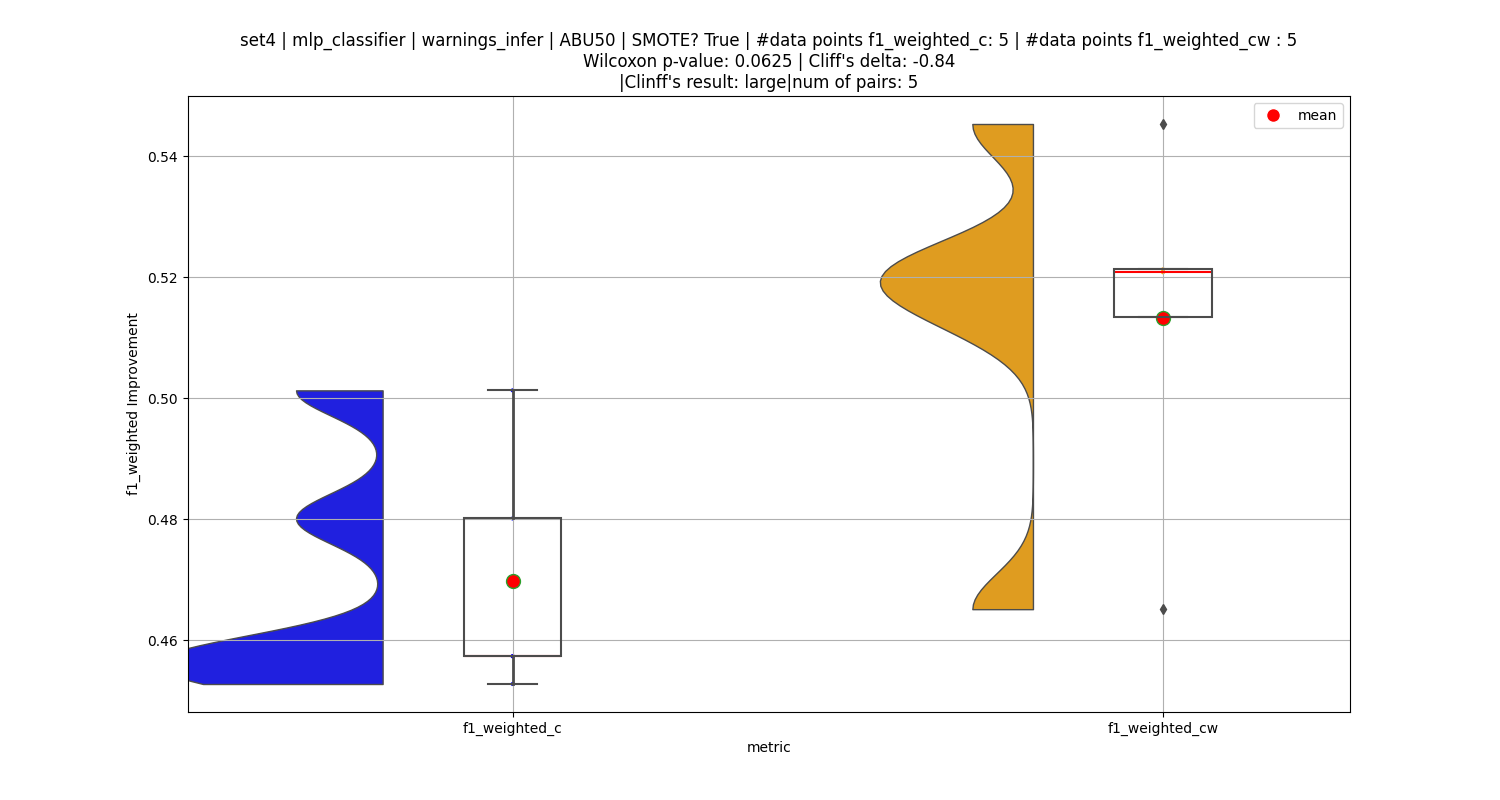 set4 | mlp_classifier | warnings_infer | ABU50 | SMOTE? True | #data points f1_weighted_c: 5 | #data points f1_weighted_cw : 5
Wilcoxon p-value: 0.0625 | Cliff's delta: -0.84
|Clinff's result: large|num of pairs: 5
mean
0.54
0.52
0.50
0.48
0.46
f1_weighted Improvement
f1_weighted_c
f1_weighted_cw
metric